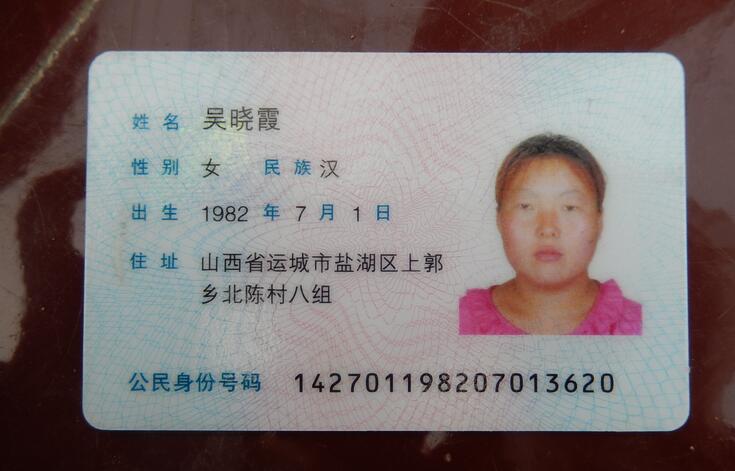 姓名 吴晓霞
性别 女 民族 汉
出生 1982 年 7 月 1 日
住址 山西省运城市盐湖区上郭
乡北陈村八组
公民身份号码 142701198207013620